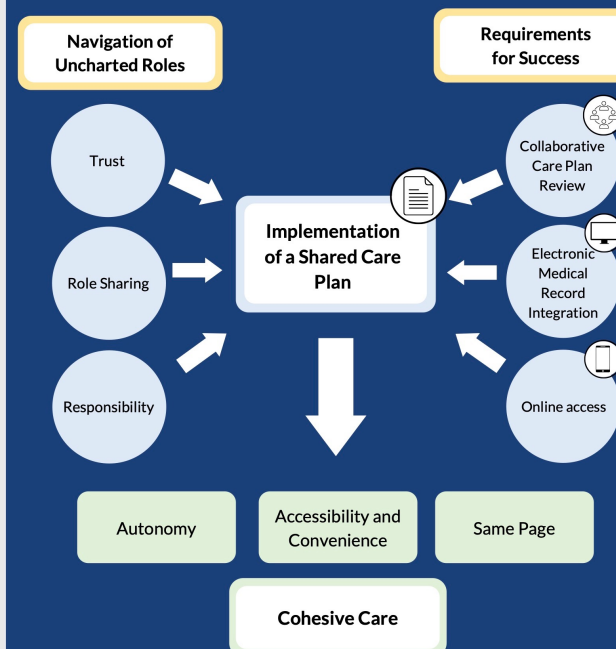 Navigation of
Uncharted Roles
Requirements
for Success
Trust
Role Sharing
Responsibility
Implementation
of a Shared Care
Plan
Collaborative
Care Plan
Review
Electronic
Medical
Record
Integration
Online access
Autonomy
Accessibility and
Convenience
Same Page
Cohesive Care